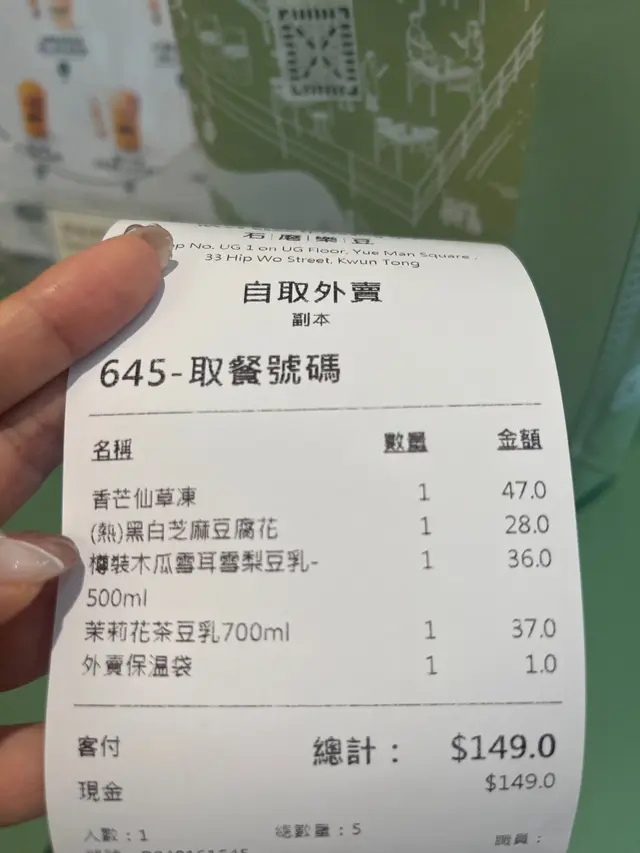 石 磨 樂 豆
op No. UG 1 on UG Floor, Yue Man Square,
33 Hip Wo Street, Kwun Tong
自取外賣
副本
645-取餐號碼
名稱 數量 金額
香芒仙草凍 1 47.0
(熱)黑白芝麻豆腐花 1 28.0
樽裝木瓜雪耳雪梨豆乳- 1 36.0
500ml
茉莉花茶豆乳700ml 1 37.0
外賣保溫袋 1 1.0
客付 總計： $149.0
現金 $149.0
人數：1 總數量：5 職員：